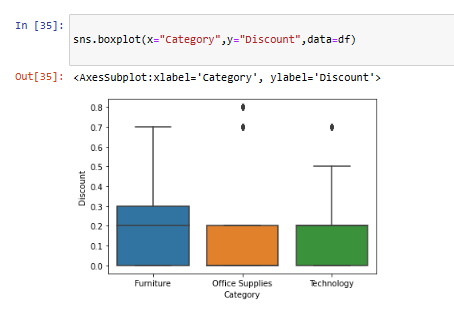 In [35]:
sns.boxplot(x="Category",y="Discount",data=df)
Out[35]: <AxesSubplot:xlabel='Category', ylabel='Discount'>
0.8
0.7
0.6
0.5
0.4
0.3
0.2
0.1
0.0
Discount
Furniture Office Supplies Technology
Category